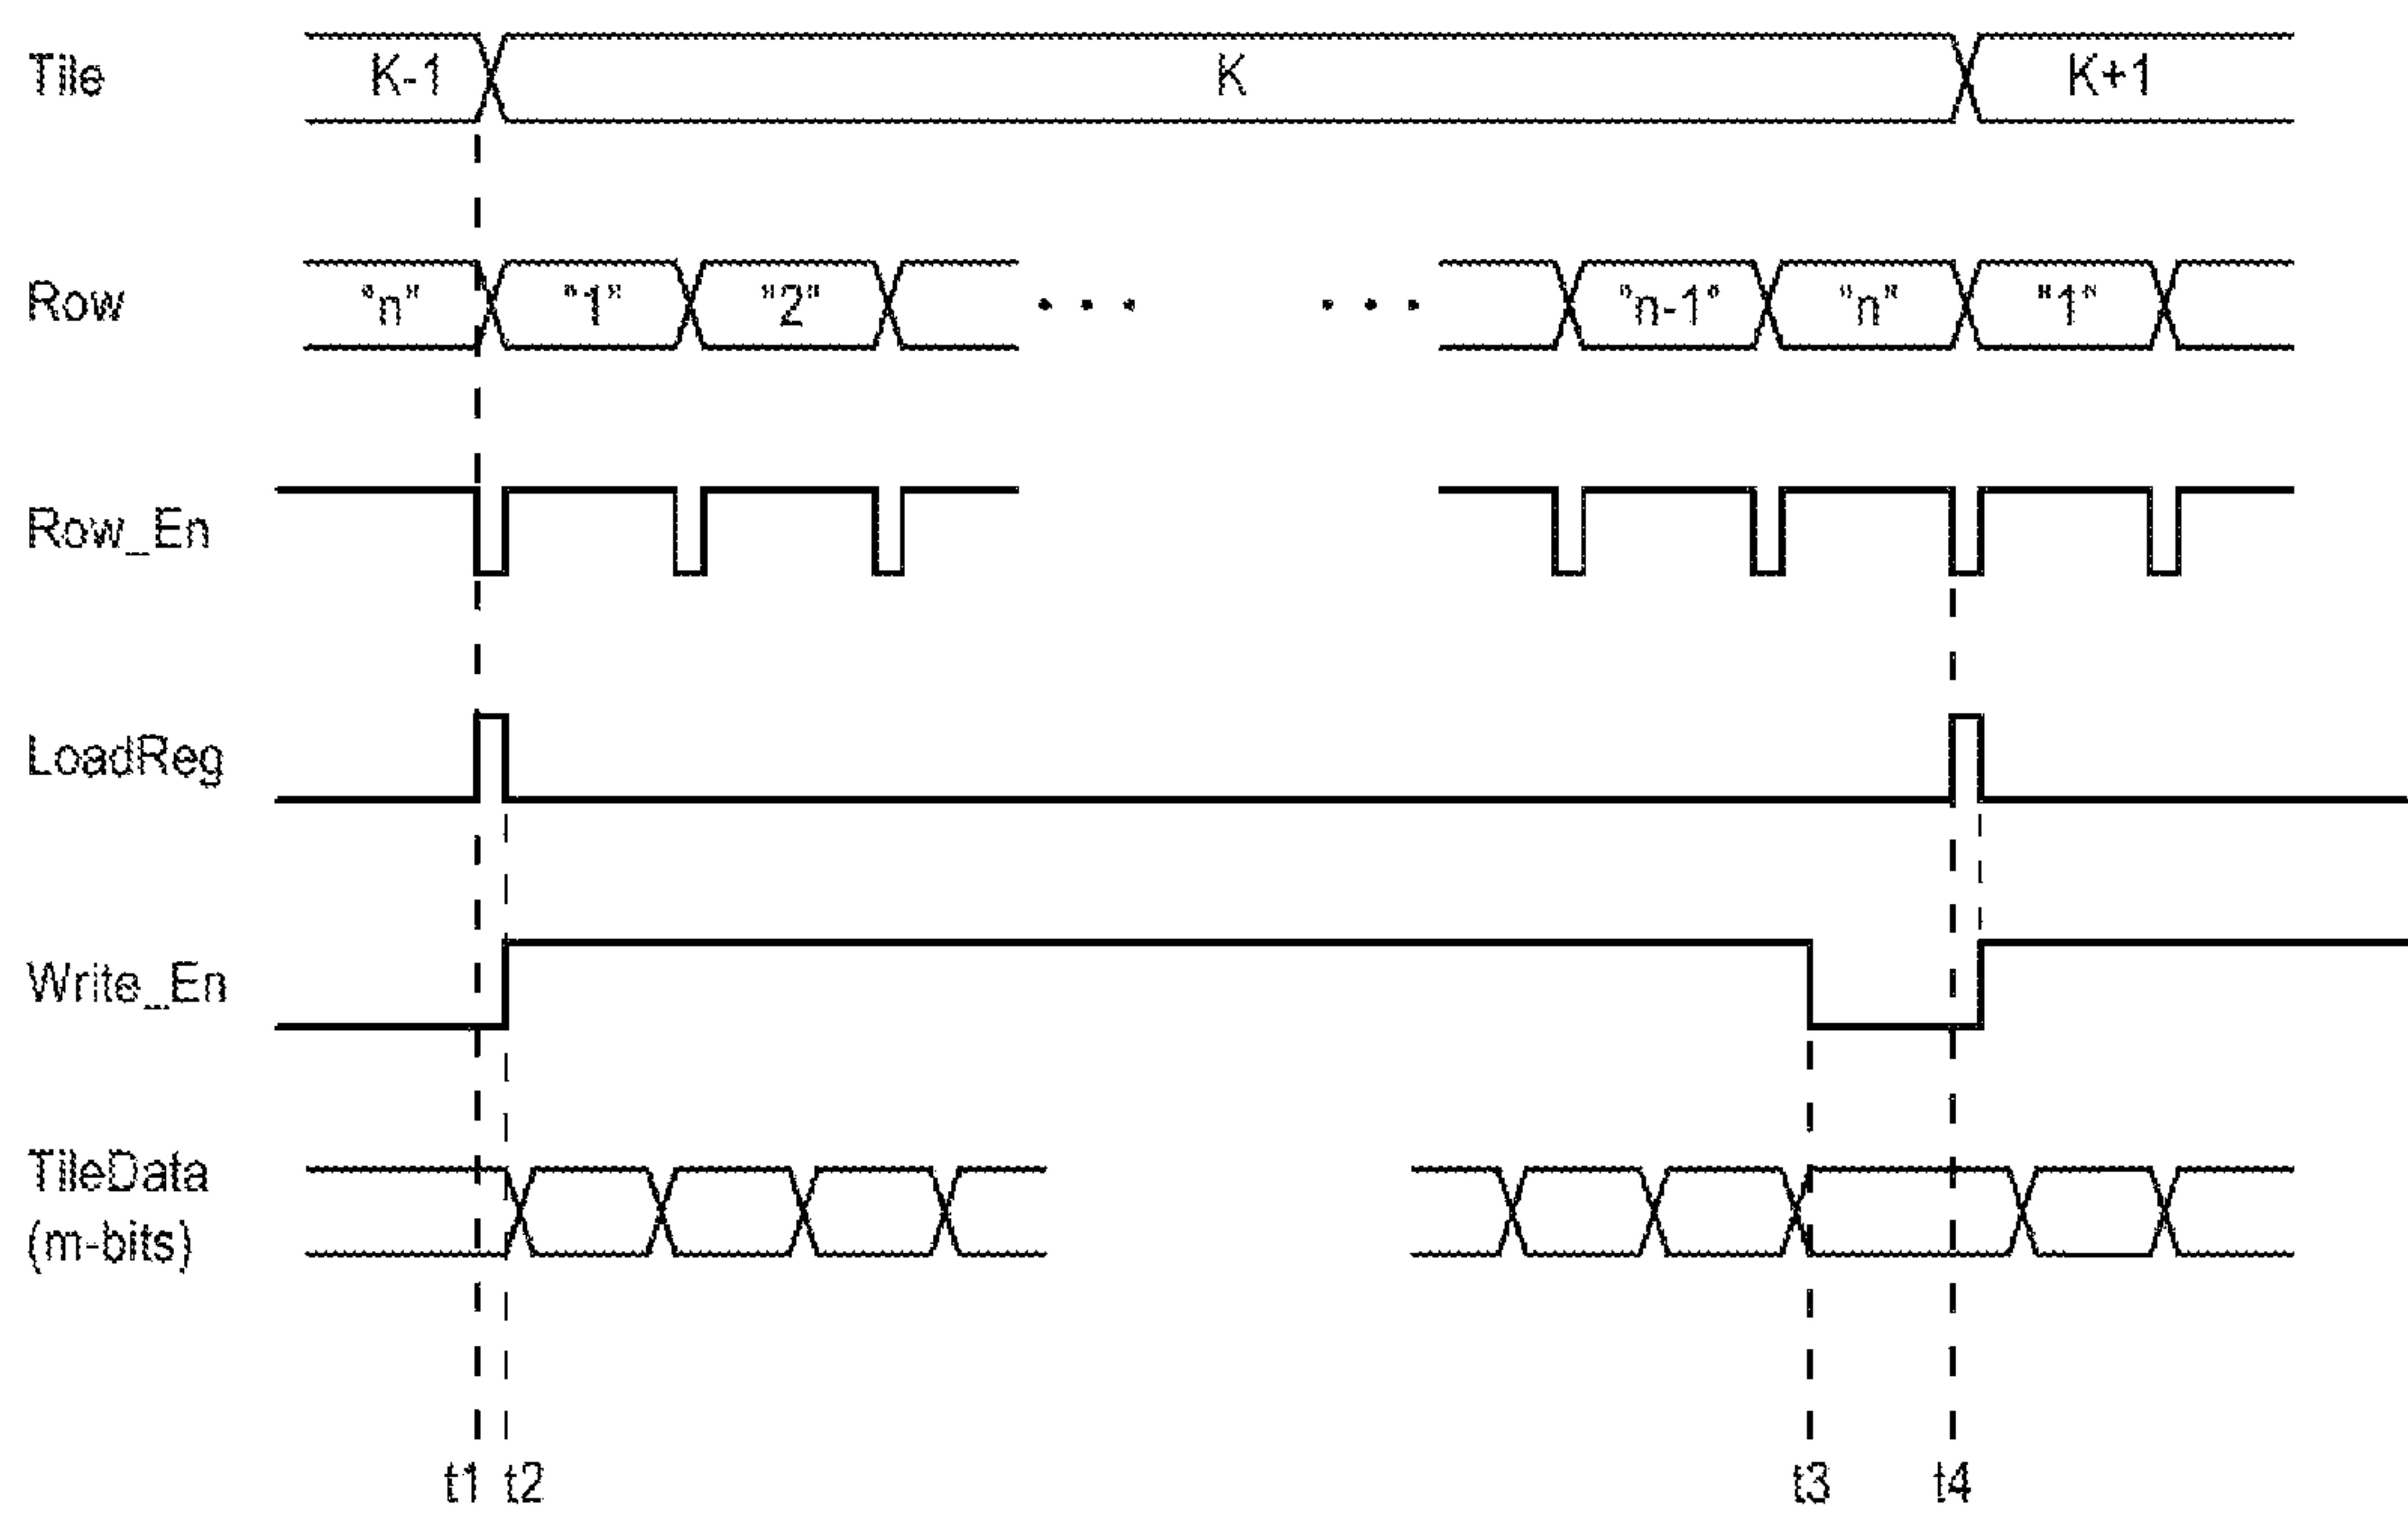 Tile K-1 K K+1
Row "n" "1" "2" • • • • • • "n-1" "n" "1"
Row_En
LoadReg
Write_En
TileData
(m-bits)
t1 t2 t3 t4